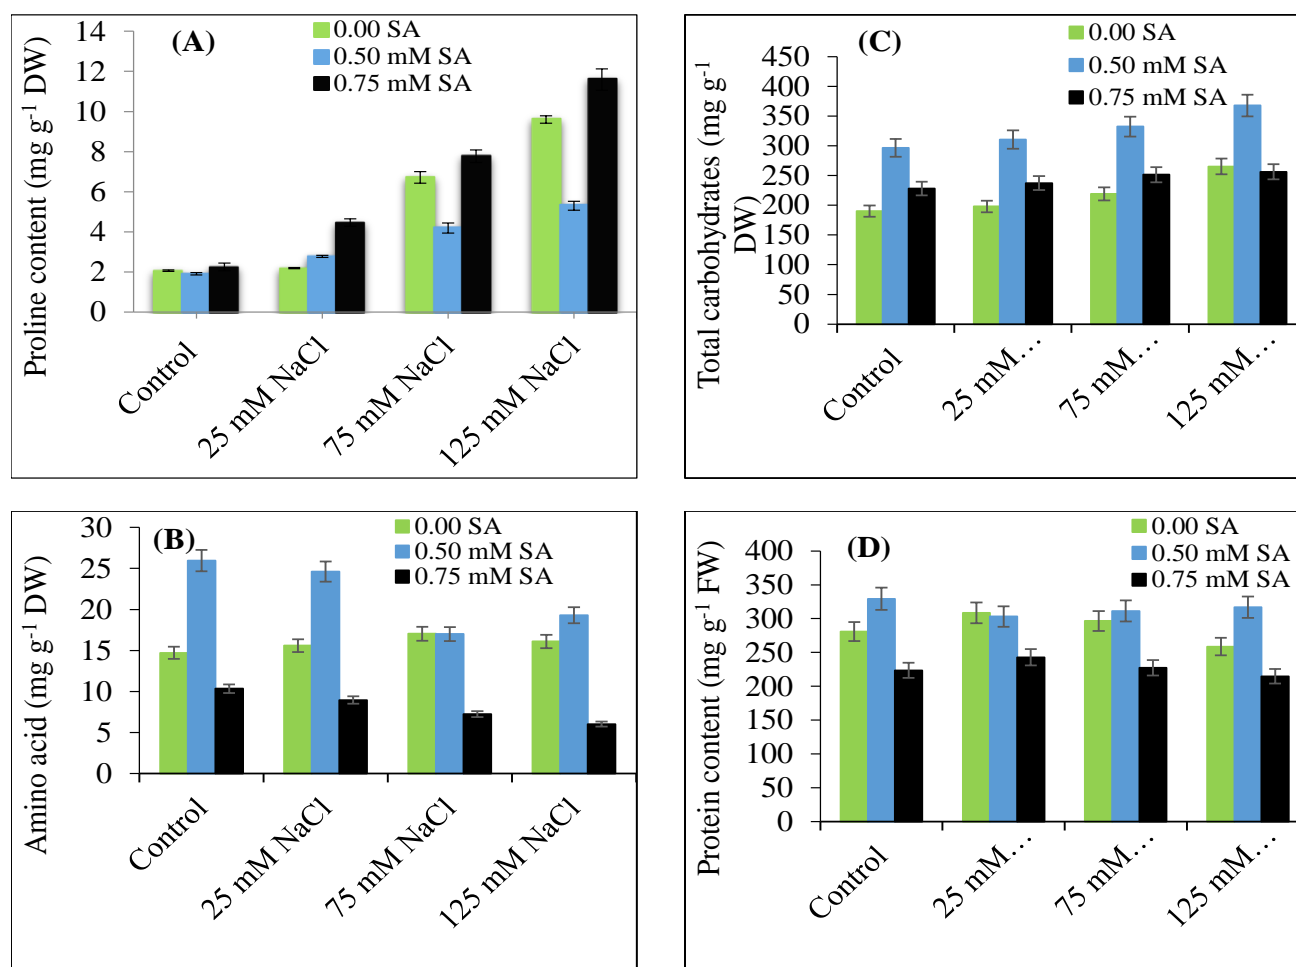 (A)
0.00 SA
0.50 mM SA
0.75 mM SA
Proline content (mg g-1 DW)
14
12
10
8
6
4
2
0
Control
25 mM NaCl
75 mM NaCl
125 mM NaCl
(C)
0.00 SA
0.50 mM SA
0.75 mM SA
Total carbohydrates (mg g-1
DW)
450
400
350
300
250
200
150
100
50
0
Control
25 mM…
75 mM…
125 mM…
(B)
0.00 SA
0.50 mM SA
0.75 mM SA
Amino acid (mg g-1 DW)
30
25
20
15
10
5
0
Control
25 mM NaCl
75 mM NaCl
125 mM NaCl
(D)
0.00 SA
0.50 mM SA
0.75 mM SA
Protein content (mg g-1 FW)
400
350
300
250
200
150
100
50
0
Control
25 mM…
75 mM…
125 mM…